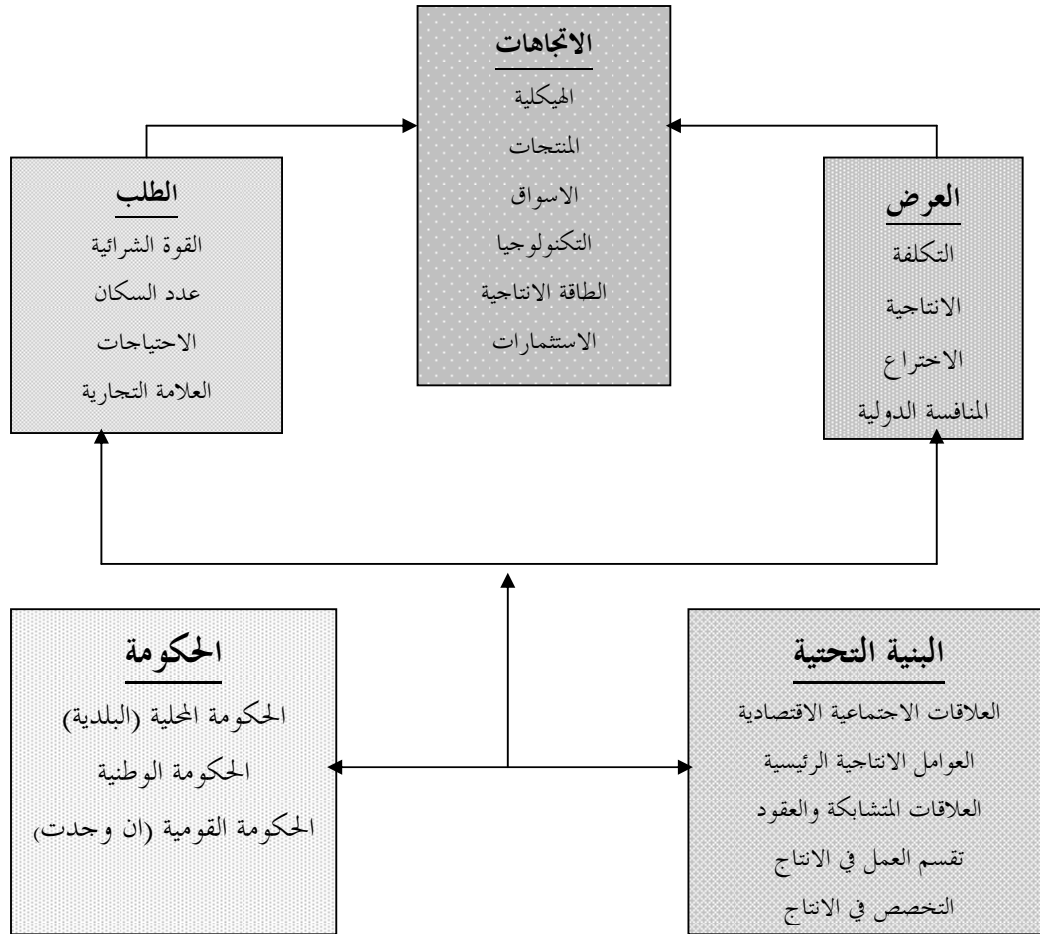 الاتجاهات
الهيكلية
المنتجات
الاسواق
التكنولوجيا
الطاقة الانتاجية
الاستثمارات
العرض
التكلفة
الانتاجية
الاختراع
المنافسة الدولية
الطلب
القوة الشرائية
عدد السكان
الاحتياجات
العلامة التجارية
البنية التحتية
العلاقات الاجتماعية الاقتصادية
العوامل الانتاجية الرئيسية
العلاقات المتشابكة والعقود
تقسم العمل في الانتاج
التخصص في الانتاج
الحكومة
الحكومة المحلية (البلدية)
الحكومة الوطنية
الحكومة القومية (ان وجدت)